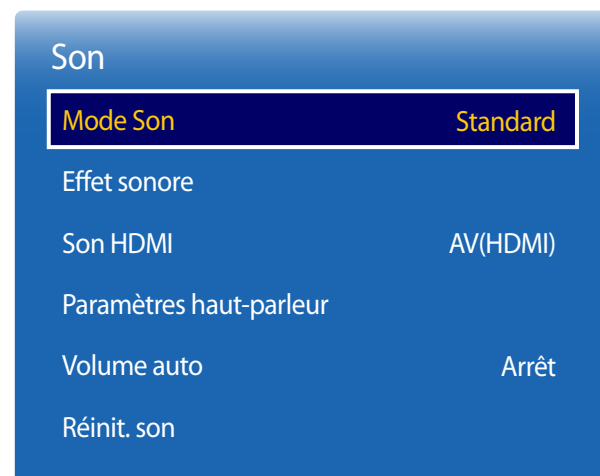 Son
Mode Son Standard
Effet sonore
Son HDMI AV(HDMI)
Paramètres haut-parleur
Volume auto Arrêt
Réinit. son